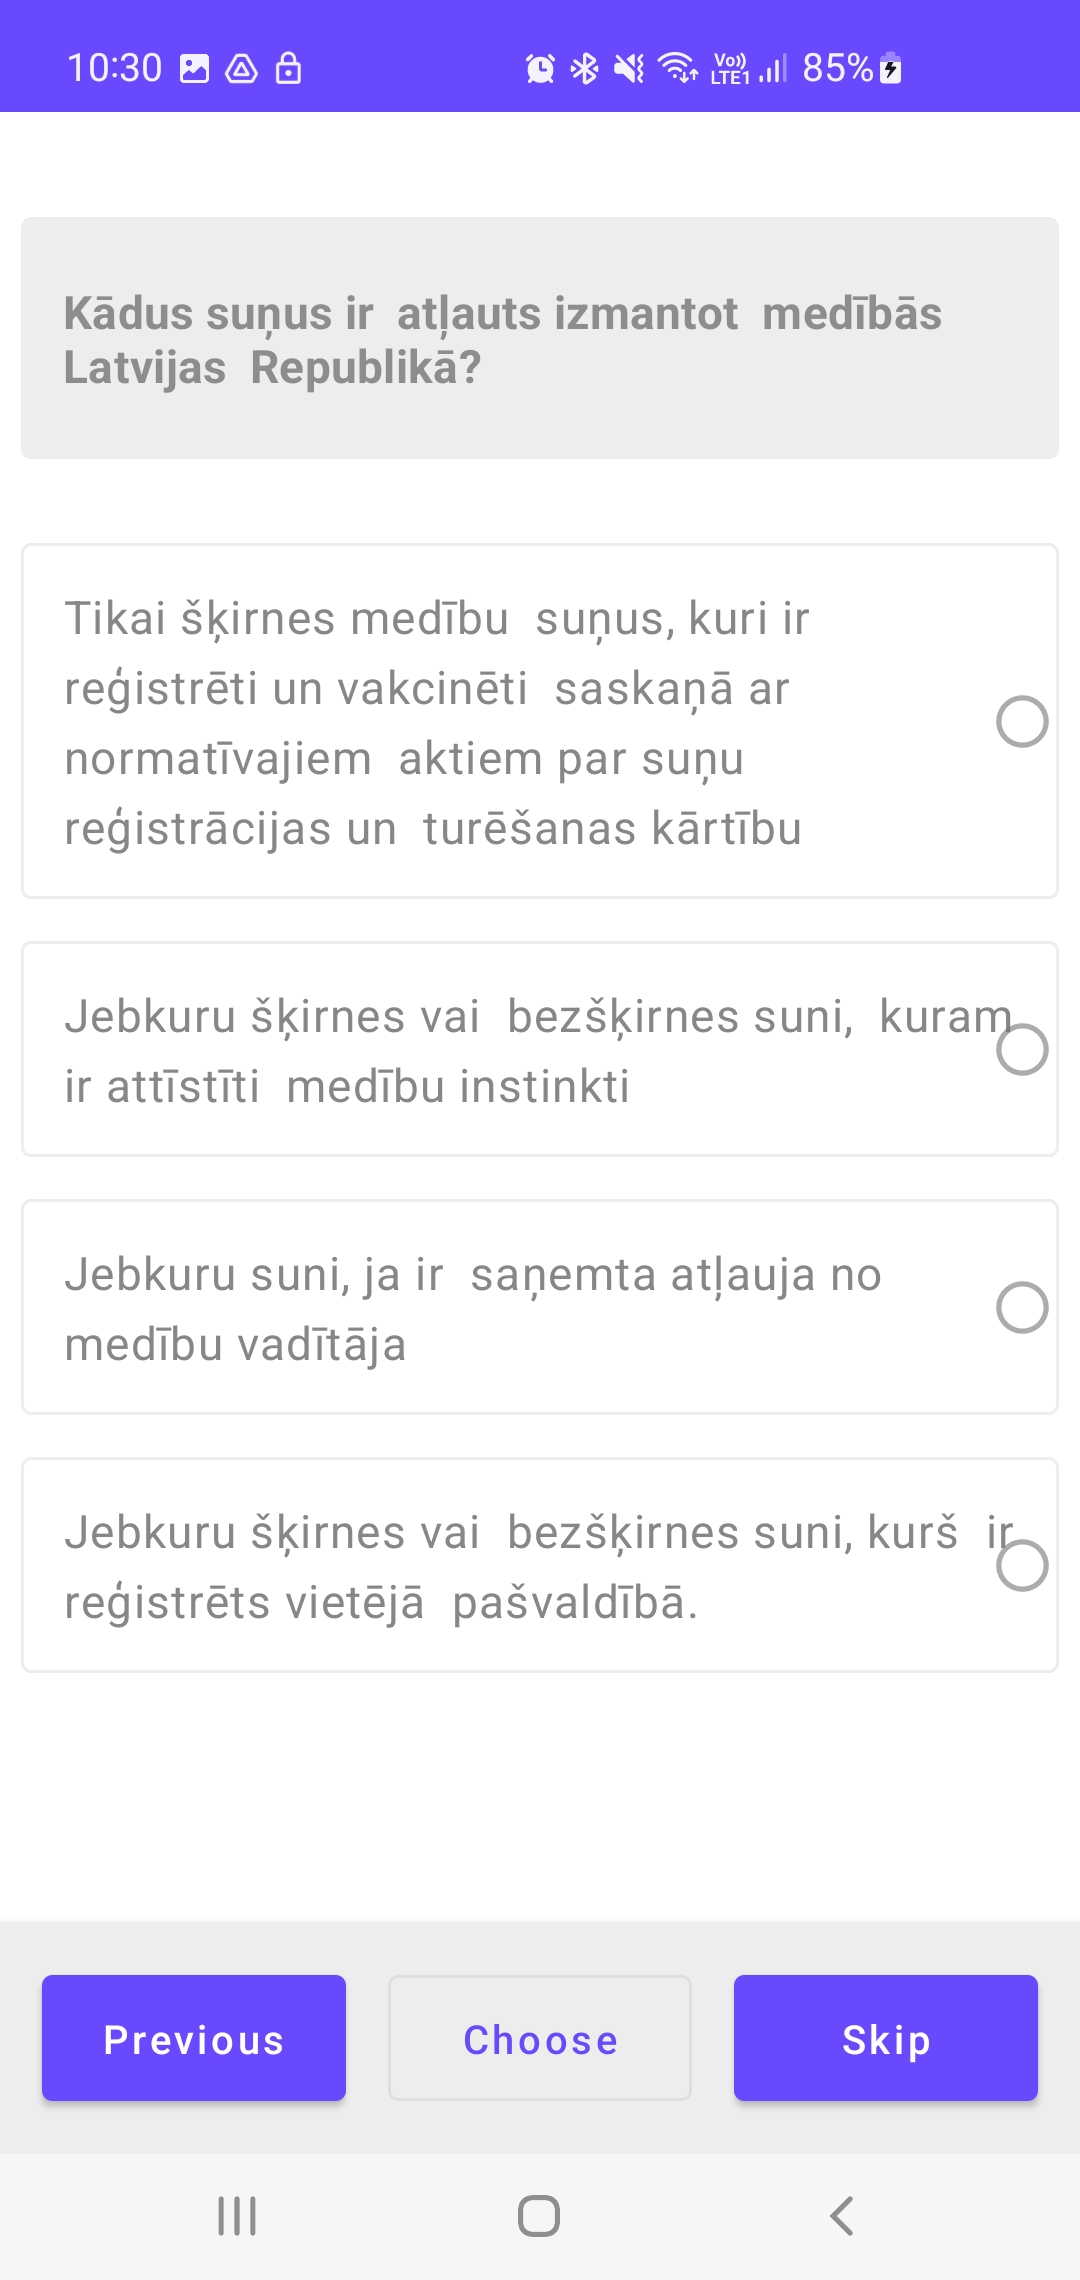 10:30 Vo)) LTE1 85%
Kādus suņus ir atļauts izmantot medībās
Latvijas Republikā?
Tikai šķirnes medību suņus, kuri ir
reģistrēti un vakcinēti saskaņā ar
normatīvajiem aktiem par suņu
reģistrācijas un turēšanas kārtību
Jebkuru šķirnes vai bezšķirnes suni, kuram
ir attīstīti medību instinkti
Jebkuru suni, ja ir saņemta atļauja no
medību vadītāja
Jebkuru šķirnes vai bezšķirnes suni, kurš ir
reģistrēts vietējā pašvaldībā.
Previous Choose Skip